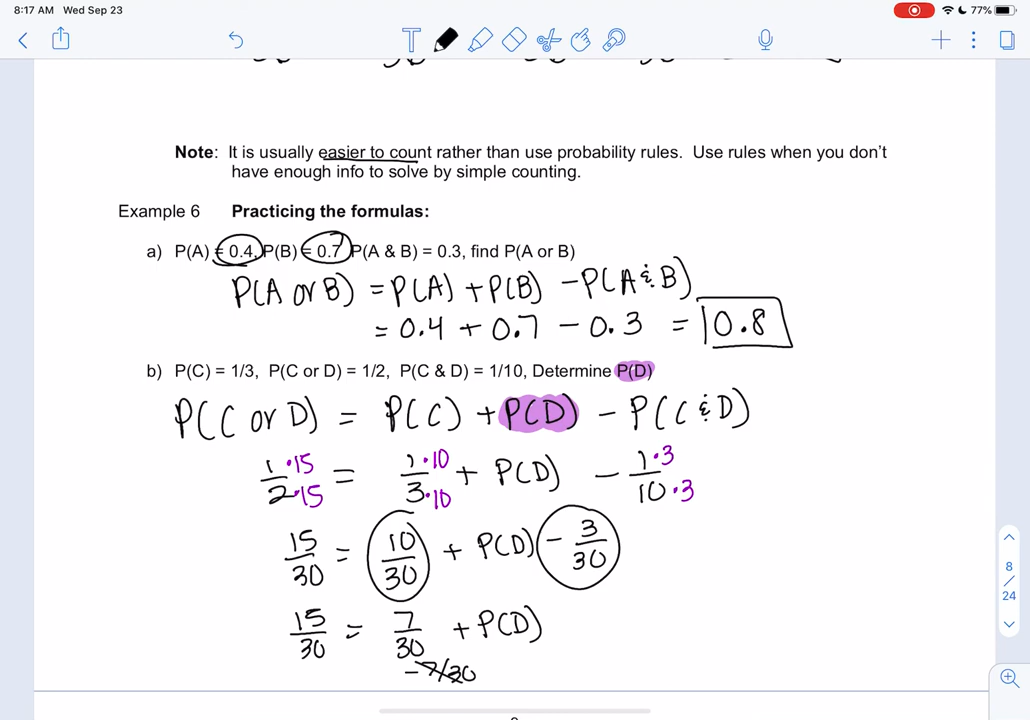 8:17 AM Wed Sep 23
77%
T
Note: It is usually easier to count rather than use probability rules. Use rules when you don't
have enough info to solve by simple counting.
Example 6 Practicing the formulas:
a) P(A) = 0.4, P(B) = 0.7 P(A & B) = 0.3, find P(A or B)
P(A or B) = P(A) + P(B) - P(A & B)
= 0.4 + 0.7 - 0.3 = 0.8
b) P(C) = 1/3, P(C or D) = 1/2, P(C & D) = 1/10, Determine P(D)
P(C or D) = P(C) + P(D) - P(C & D)
1·15/2·15 = 1·10/3·10 + P(D) - 1·3/10·3
15/30 = 10/30 + P(D) - 3/30
15/30 = 7/30 + P(D)
-7/30
8/24